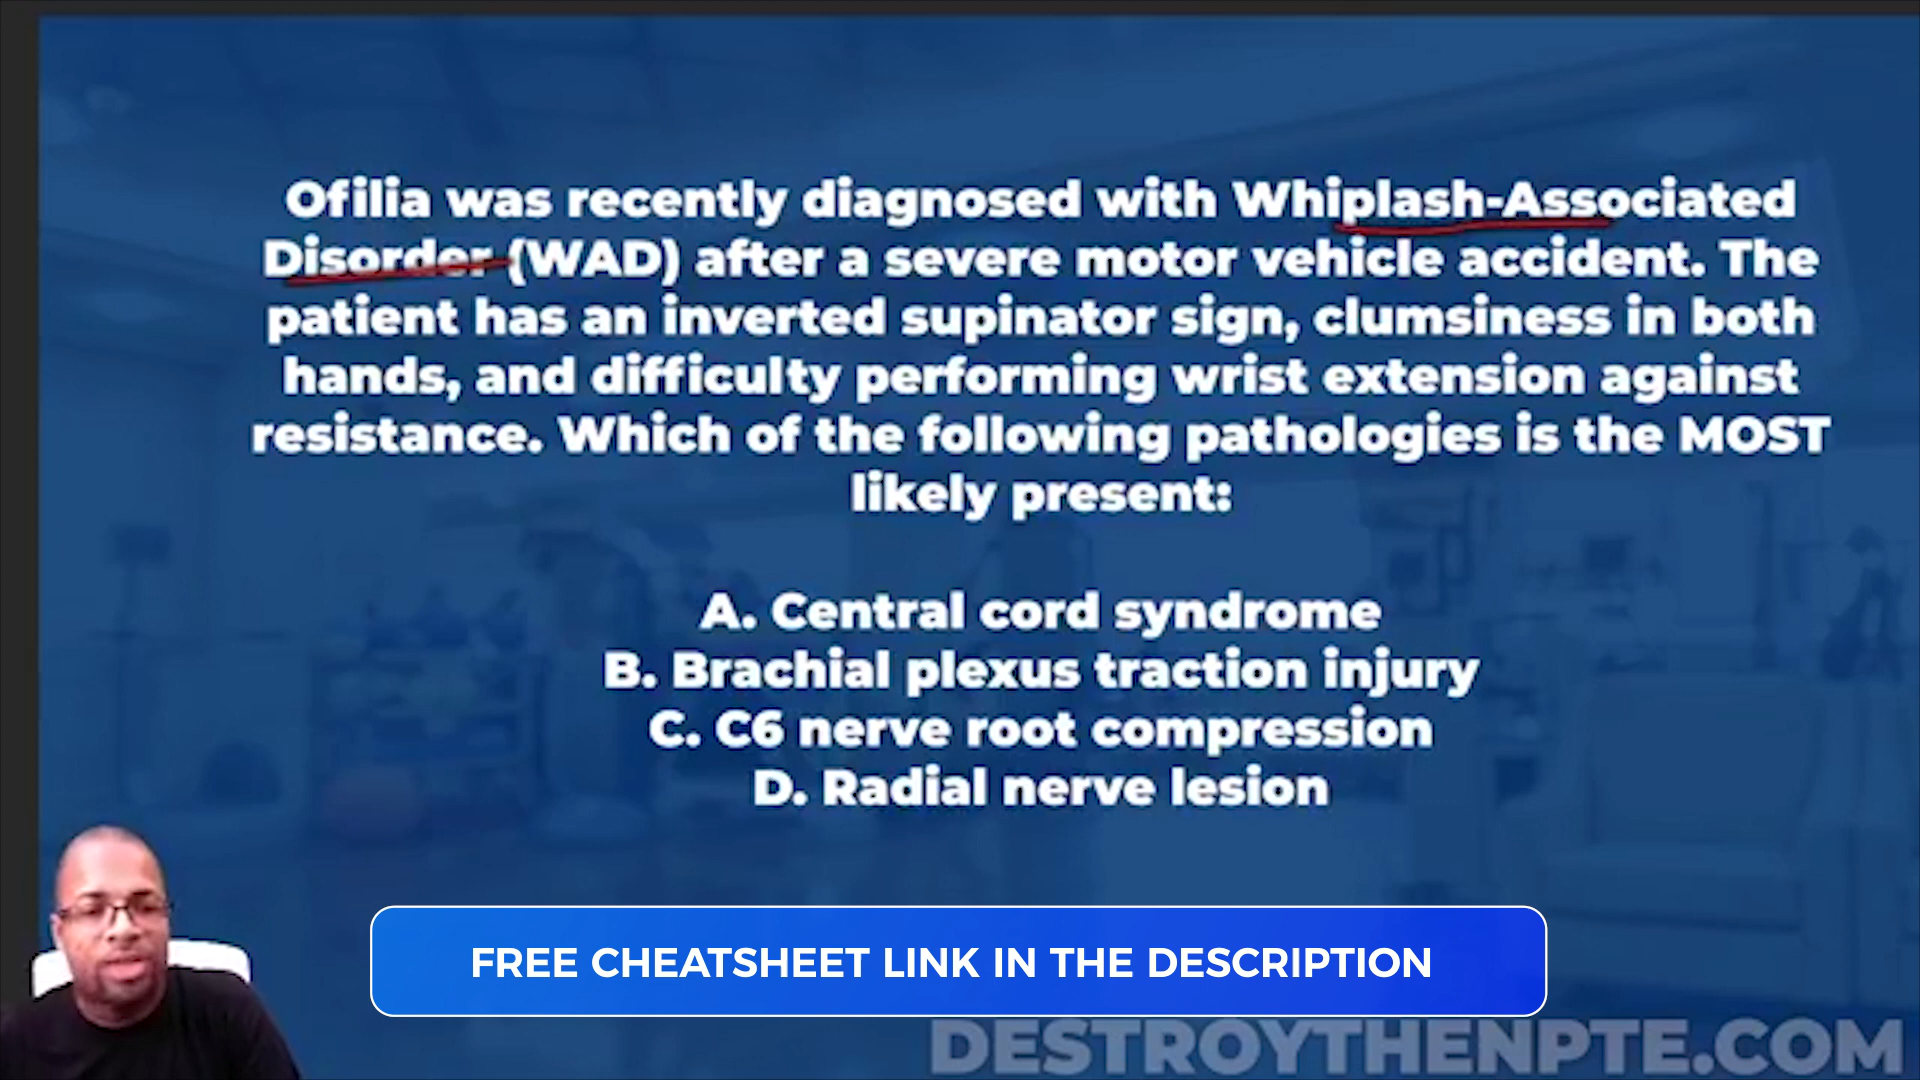 Ofilia was recently diagnosed with Whiplash-Associated
Disorder (WAD) after a severe motor vehicle accident. The
patient has an inverted supinator sign, clumsiness in both
hands, and difficulty performing wrist extension against
resistance. Which of the following pathologies is the MOST
likely present:
A. Central cord syndrome
B. Brachial plexus traction injury
C. C6 nerve root compression
D. Radial nerve lesion
FREE CHEATSHEET LINK IN THE DESCRIPTION
DESTROYTHENPTE.COM